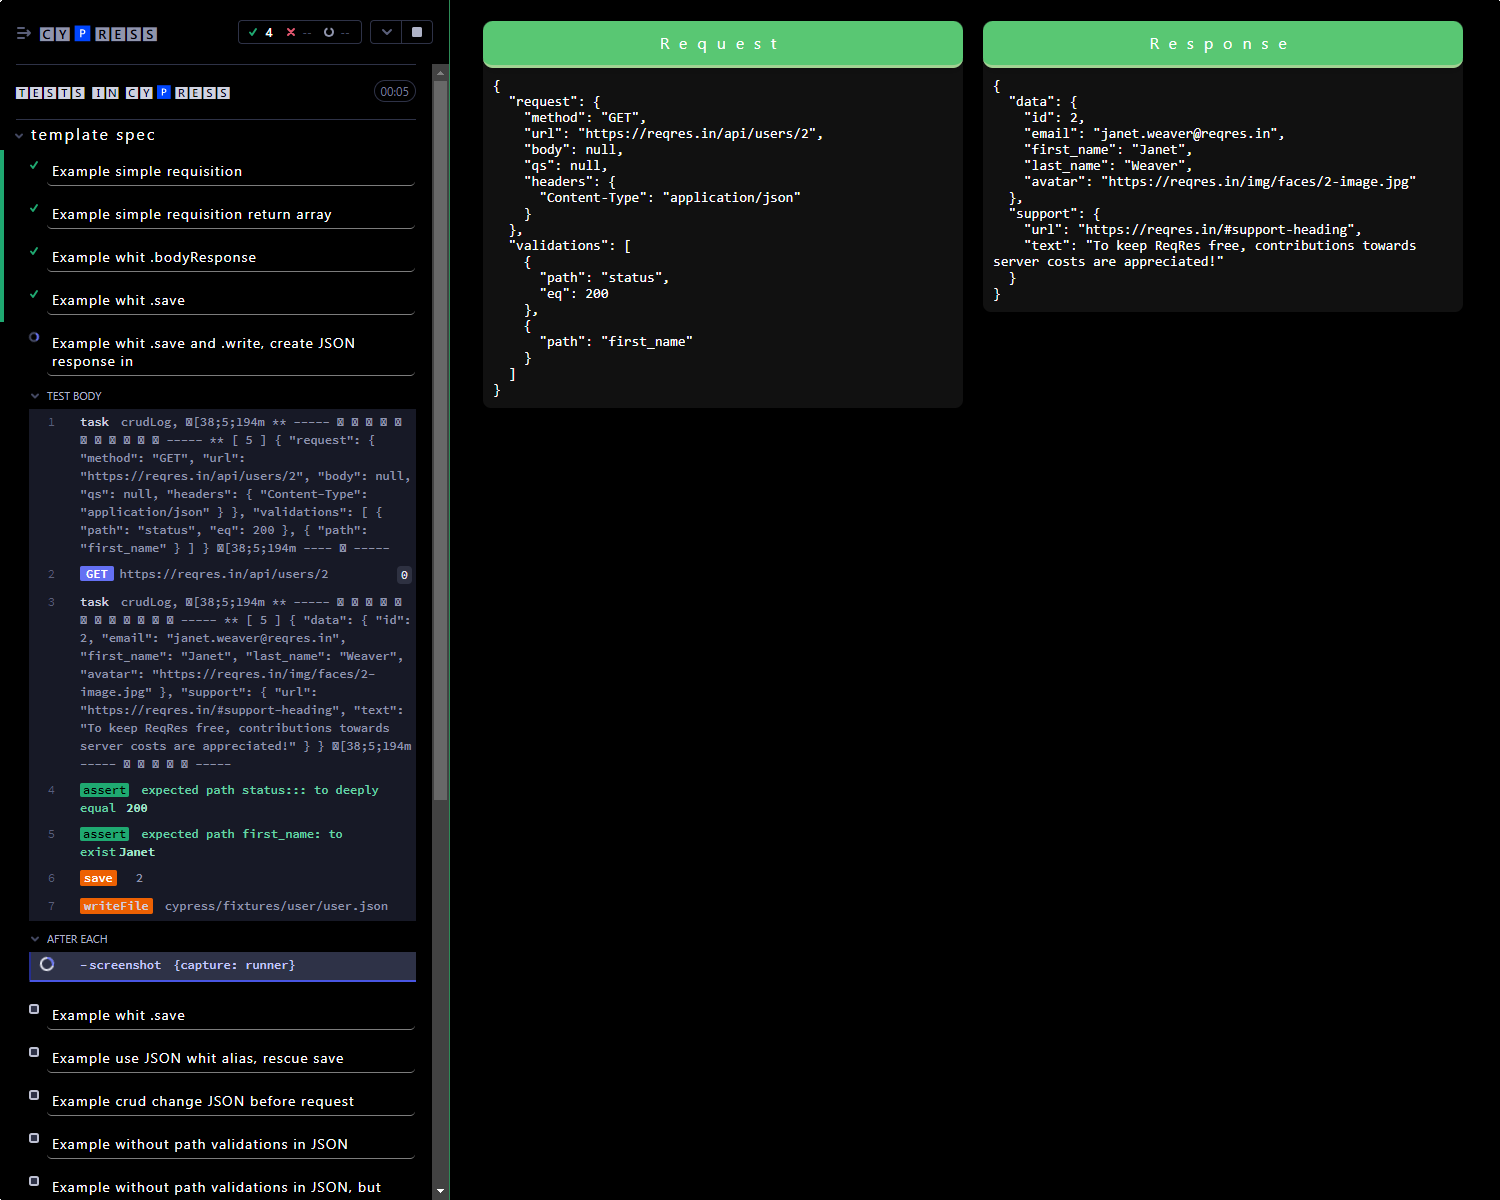 CYPRESS
4 -- --
TESTS IN CYPRESS
00:05
template spec
Example simple requisition
Example simple requisition return array
Example whit .bodyResponse
Example whit .save
Example whit .save and .write, create JSON
response in
TEST BODY
1 task crudLog, [38;5;194m ** -----
----- ** [ 5 ] { "request": {
"method": "GET", "url":
"https://reqres.in/api/users/2", "body": null,
"qs": null, "headers": { "Content-Type":
"application/json" } }, "validations": [ {
"path": "status", "eq": 200 }, { "path":
"first_name" } ] } [38;5;194m ---- -----
2 GET https://reqres.in/api/users/2 0
3 task crudLog, [38;5;194m ** -----
----- ** [ 5 ] { "data": { "id":
2, "email": "janet.weaver@reqres.in",
"first_name": "Janet", "last_name": "Weaver",
"avatar": "https://reqres.in/img/faces/2-
image.jpg" }, "support": { "url":
"https://reqres.in/#support-heading", "text":
"To keep ReqRes free, contributions towards
server costs are appreciated!" } } [38;5;194m
----- -----
4 assert expected path status::: to deeply
equal 200
5 assert expected path first_name: to
exist Janet
6 save 2
7 writeFile cypress/fixtures/user/user.json
AFTER EACH
-screenshot {capture: runner}
Example whit .save
Example use JSON whit alias, rescue save
Example crud change JSON before request
Example without path validations in JSON
Example without path validations in JSON, but
Request
{
"request": {
"method": "GET",
"url": "https://reqres.in/api/users/2",
"body": null,
"qs": null,
"headers": {
"Content-Type": "application/json"
}
},
"validations": [
{
"path": "status",
"eq": 200
},
{
"path": "first_name"
}
]
}
Response
{
"data": {
"id": 2,
"email": "janet.weaver@reqres.in",
"first_name": "Janet",
"last_name": "Weaver",
"avatar": "https://reqres.in/img/faces/2-image.jpg"
},
"support": {
"url": "https://reqres.in/#support-heading",
"text": "To keep ReqRes free, contributions towards
server costs are appreciated!"
}
}